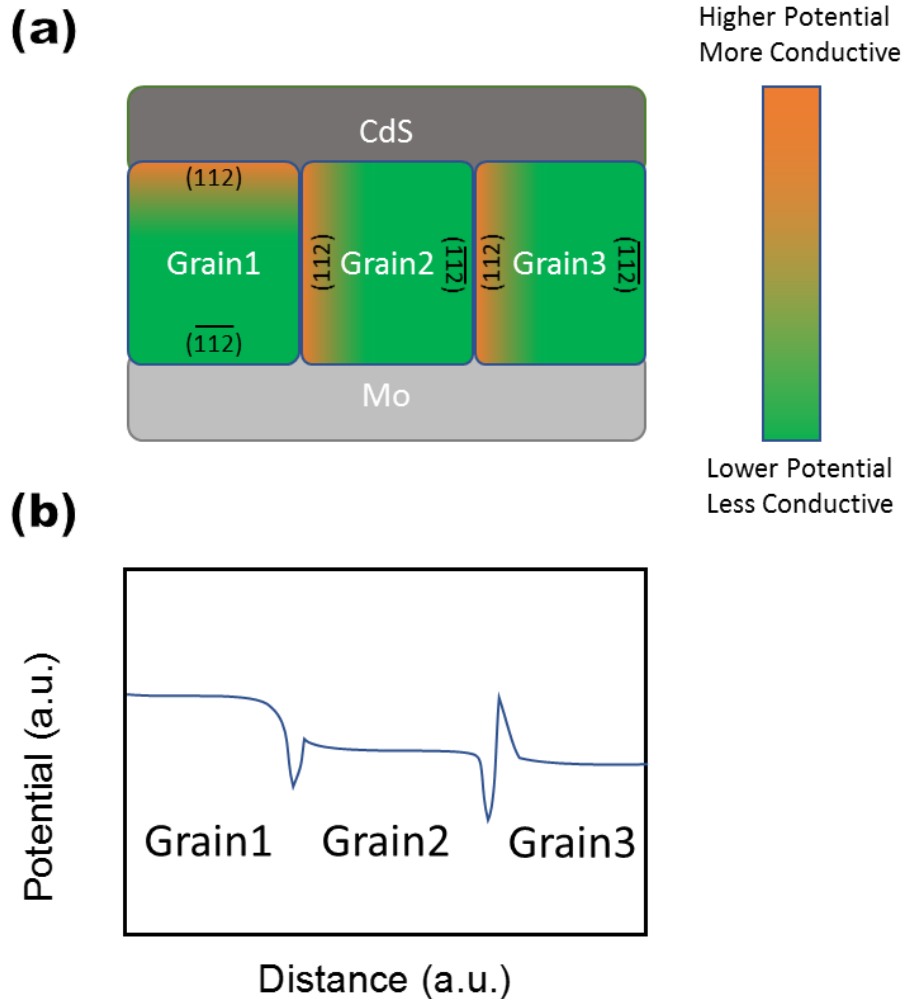 (a)
Higher Potential
More Conductive
CdS
(112)
Grain1
(112)
Grain2
(1̅1̅2̅)
(112)
Grain3
(1̅1̅2̅)
(1̅1̅2̅)
Mo
Lower Potential
Less Conductive
(b)
Potential (a.u.)
Grain1
Grain2
Grain3
Distance (a.u.)